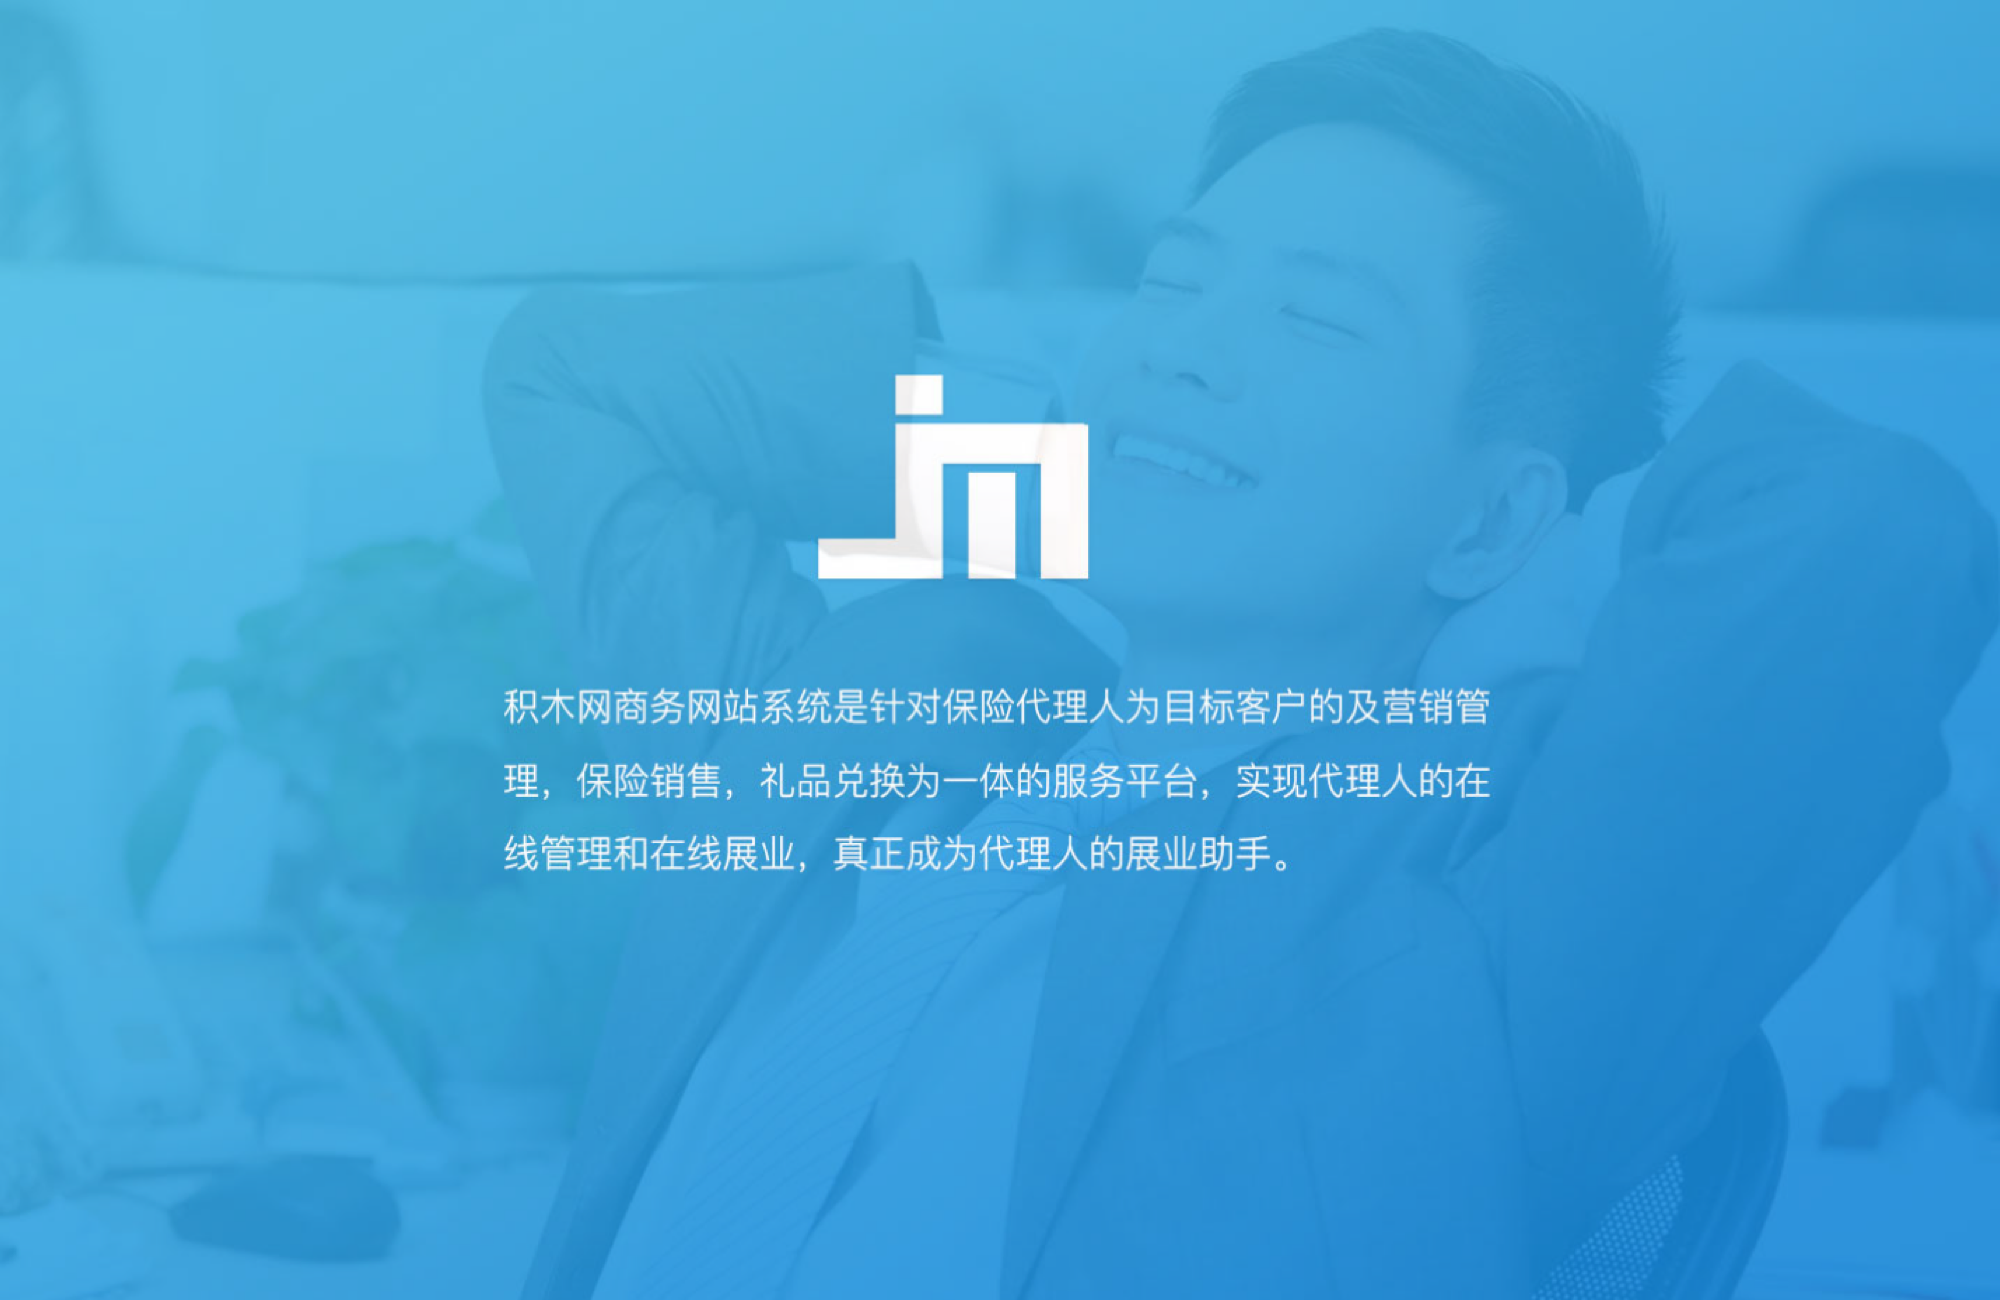 积木网商务网站系统是针对保险代理人为目标客户的及营销管
理，保险销售，礼品兑换为一体的服务平台，实现代理人的在
线管理和在线展业，真正成为代理人的展业助手。